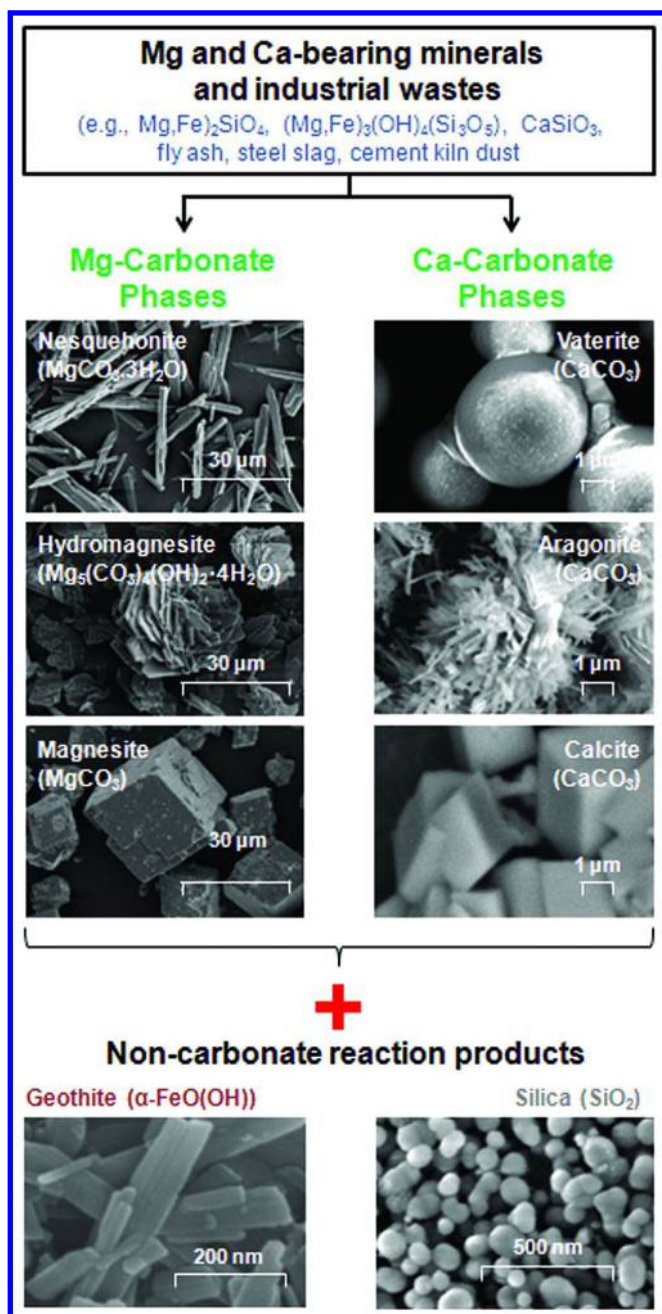 Mg and Ca-bearing minerals
and industrial wastes
(e.g., Mg,Fe)₂SiO₄, (Mg,Fe)₃(OH)₄(Si₃O₅), CaSiO₃,
fly ash, steel slag, cement kiln dust
Mg-Carbonate
Phases
Ca-Carbonate
Phases
Nesquehonite
(MgCO₃.3H₂O)
30 µm
Vaterite
(CaCO₃)
1 µm
Hydromagnesite
(Mg₅(CO₃)₄(OH)₂·4H₂O)
30 µm
Aragonite
(CaCO₃)
1µm
Magnesite
(MgCO₃)
30 µm
Calcite
(CaCO₃)
1 µm
+
Non-carbonate reaction products
Geothite (α-FeO(OH))
Silica (SiO₂)
200 nm
500 nm